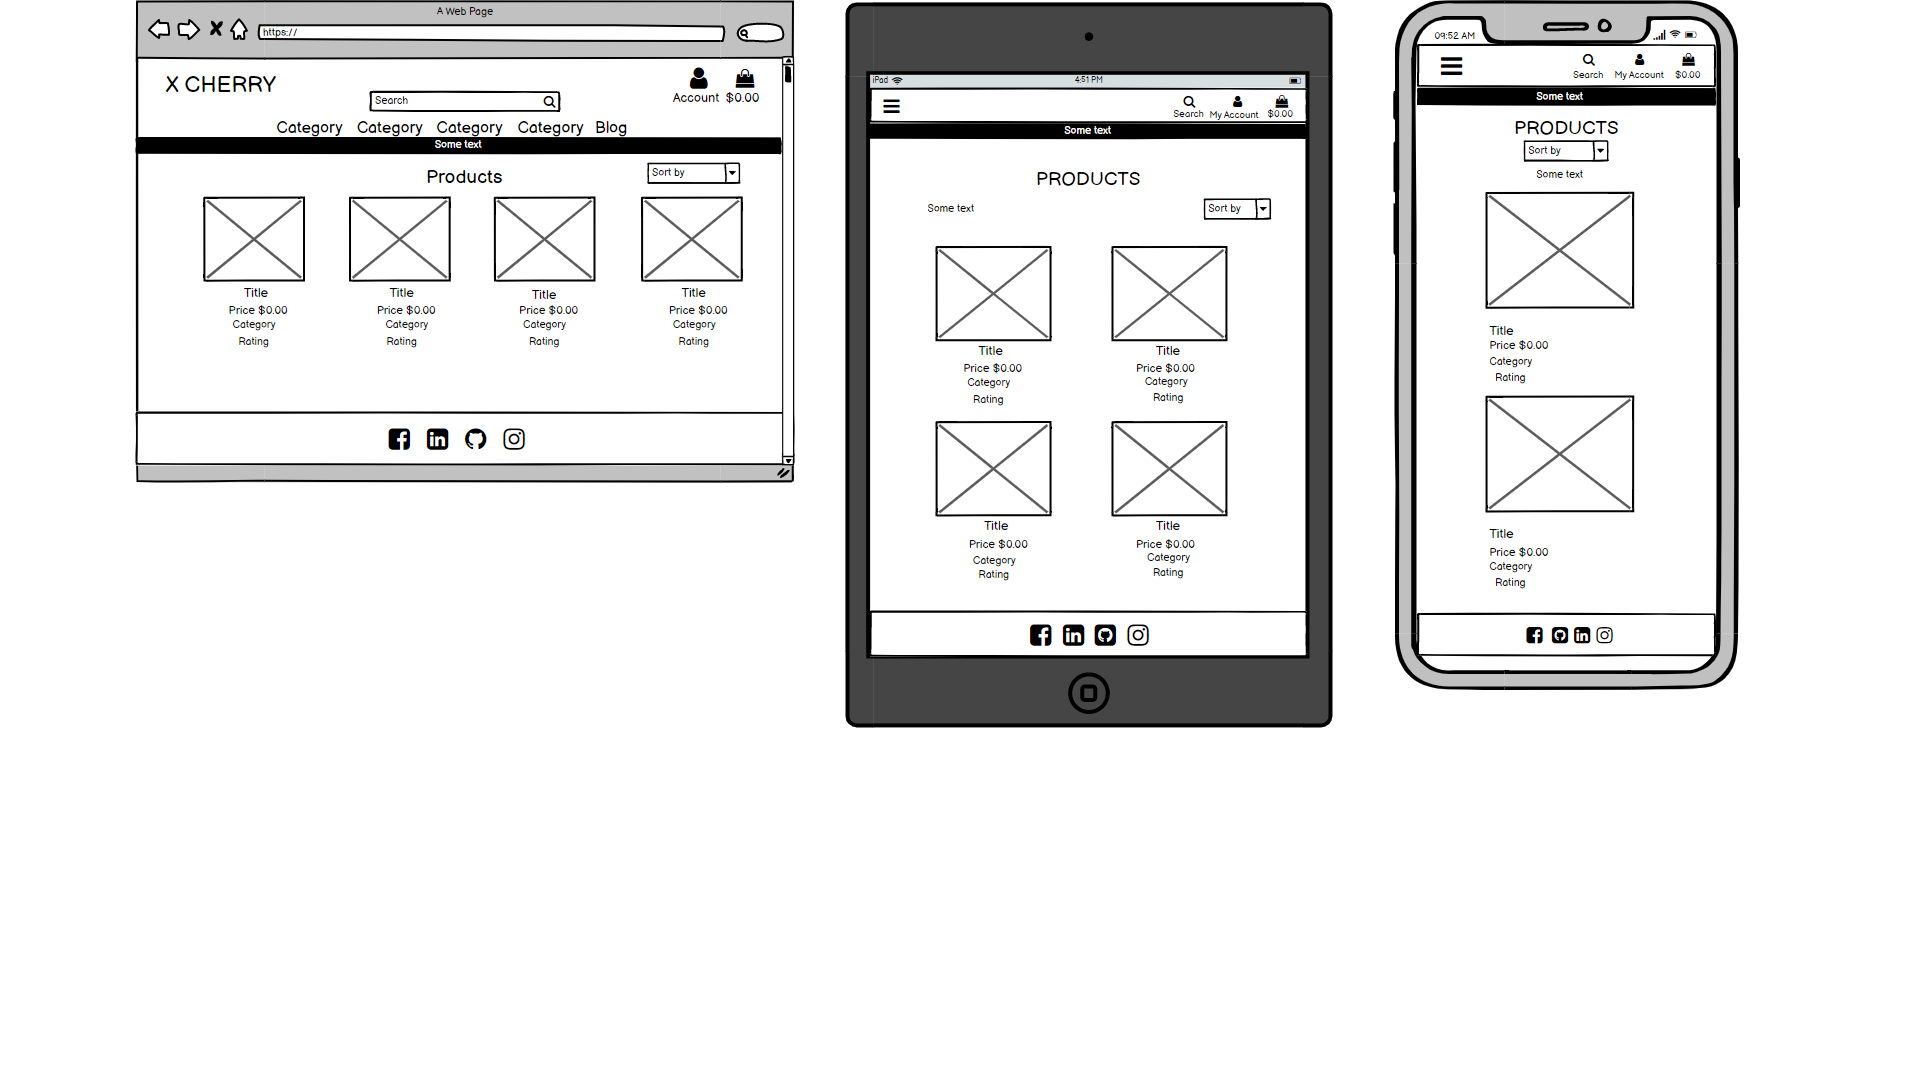 A Web Page
https://
X CHERRY
Search
Account $0.00
Category Category Category Category Blog
Some text
Products
Sort by
Title Title Title Title
Price $0.00 Price $0.00 Price $0.00 Price $0.00
Category Category Category Category
Rating Rating Rating Rating
iPad 4:51 PM
Search My Account $0.00
Some text
PRODUCTS
Some text Sort by
Title Title
Price $0.00 Price $0.00
Category Category
Rating Rating
Title Title
Price $0.00 Price $0.00
Category Category
Rating Rating
09:52 AM
Search My Account $0.00
Some text
PRODUCTS
Sort by
Some text
Title
Price $0.00
Category
Rating
Title
Price $0.00
Category
Rating